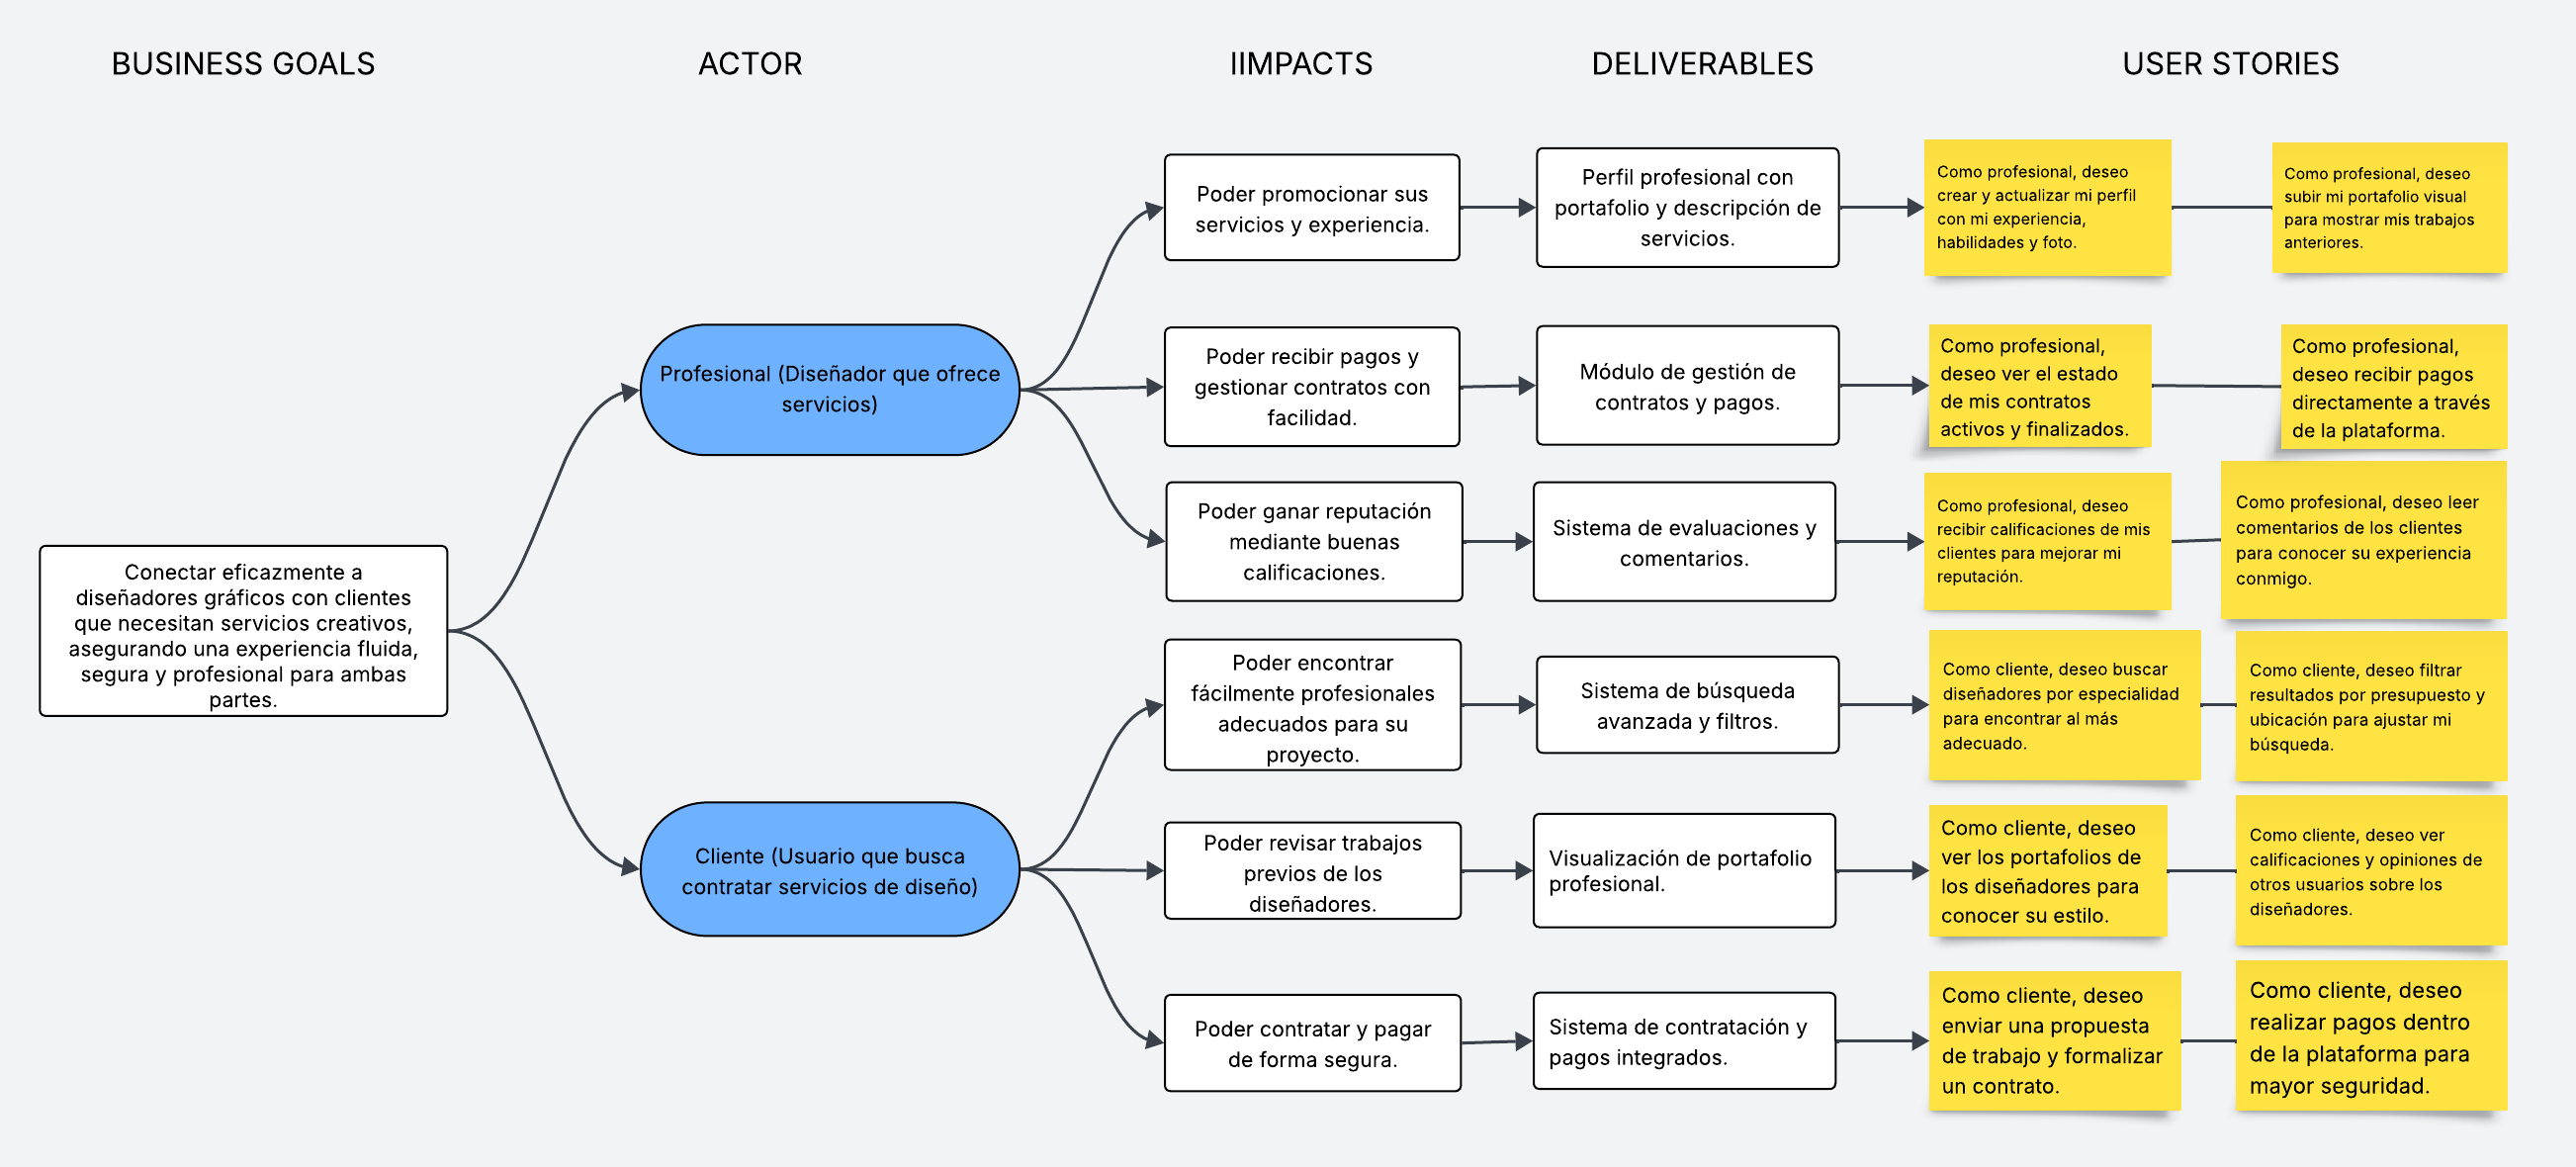 BUSINESS GOALS
ACTOR
IIMPACTS
DELIVERABLES
USER STORIES
Conectar eficazmente a
diseñadores gráficos con clientes
que necesitan servicios creativos,
asegurando una experiencia fluida,
segura y profesional para ambas
partes.
Profesional (Diseñador que ofrece
servicios)
Poder promocionar sus
servicios y experiencia.
Perfil profesional con
portafolio y descripción de
servicios.
Como profesional, deseo
crear y actualizar mi perfil
con mi experiencia,
habilidades y foto.
Como profesional, deseo
subir mi portafolio visual
para mostrar mis trabajos
anteriores.
Poder recibir pagos y
gestionar contratos con
facilidad.
Módulo de gestión de
contratos y pagos.
Como profesional,
deseo ver el estado
de mis contratos
activos y finalizados.
Como profesional,
deseo recibir pagos
directamente a través
de la plataforma.
Poder ganar reputación
mediante buenas
calificaciones.
Sistema de evaluaciones y
comentarios.
Como profesional, deseo
recibir calificaciones de mis
clientes para mejorar mi
reputación.
Como profesional, deseo leer
comentarios de los clientes
para conocer su experiencia
conmigo.
Cliente (Usuario que busca
contratar servicios de diseño)
Poder encontrar
fácilmente profesionales
adecuados para su
proyecto.
Sistema de búsqueda
avanzada y filtros.
Como cliente, deseo buscar
diseñadores por especialidad
para encontrar al más
adecuado.
Como cliente, deseo filtrar
resultados por presupuesto y
ubicación para ajustar mi
búsqueda.
Poder revisar trabajos
previos de los
diseñadores.
Visualización de portafolio
profesional.
Como cliente, deseo
ver los portafolios de
los diseñadores para
conocer su estilo.
Como cliente, deseo ver
calificaciones y opiniones de
otros usuarios sobre los
diseñadores.
Poder contratar y pagar
de forma segura.
Sistema de contratación y
pagos integrados.
Como cliente, deseo
enviar una propuesta
de trabajo y formalizar
un contrato.
Como cliente, deseo
realizar pagos dentro
de la plataforma para
mayor seguridad.